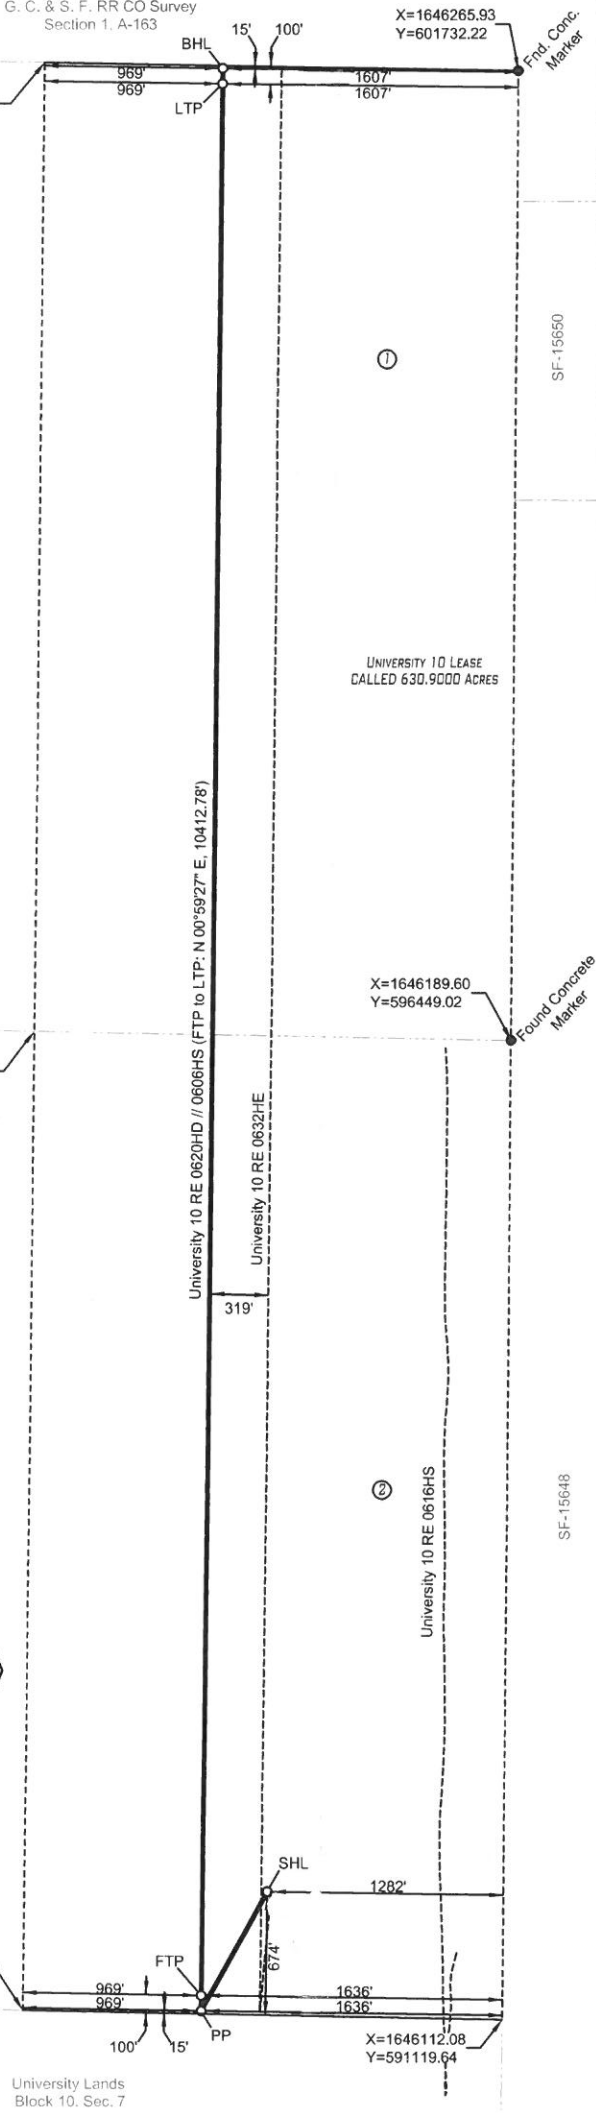 G. C. & S. F. RR CO Survey
Section 1, A-163
X=1646265.93
Y=601732.22
Fnd. Conc.
Marker
BHL
15'
100'
969'
1607'
969'
1607'
LTP
1
SF-15650
UNIVERSITY 10 LEASE
CALLED 630.9000 ACRES
University 10 RE 0620HD // 0606HS (FTP to LTP: N 00°59'27" E, 10412.78')
X=1646189.60
Y=596449.02
Found Concrete
Marker
University 10 RE 0632HE
319'
2
University 10 RE 0616HS
SF-15648
SHL
1282'
674'
FTP
969'
1636'
969'
1636'
PP
100'
15'
X=1646112.08
Y=591119.64
University Lands
Block 10, Sec. 7